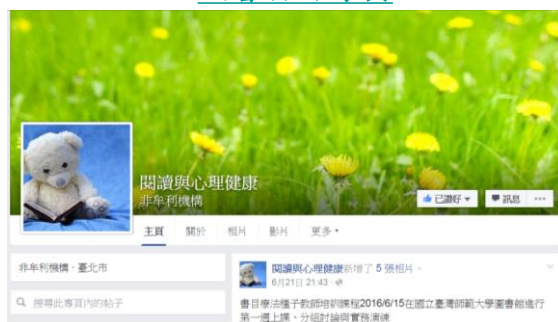 閱讀與心理健康
非牟利機構
已讚好
訊息
主頁 關於 相片 影片 更多
非牟利機構 · 臺北市
搜尋此專頁內的帖子
閱讀與心理健康新增了 5 張相片。
6月21日 21:43
書目療法種子教師培訓課程2016/6/15在國立臺灣師範大學圖書館進行
第一週上課、分組討論與實務演練